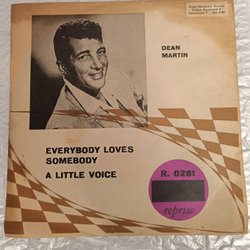 DEAN
MARTIN
EVERYBODY LOVES
SOMEBODY
A LITTLE VOICE
R. 0281
reprise